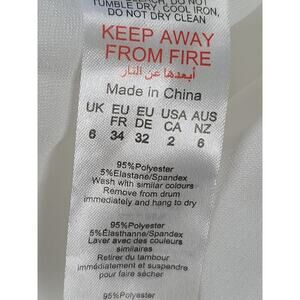 DO NOT
TUMBLE DRY, COOL IRON,
DO NOT DRY CLEAN
KEEP AWAY
FROM FIRE
أبعدها عن النار
Made in China
UK EU EU USA AUS
FR DE CA NZ
6 34 32 2 6
95%Polyester
5%Elastane/Spandex
Wash with similar colours
Remove from drum
immediately and hang to dry
95%Polyester
5%Élasthanne/Spandex
Laver avec des couleurs
similaires
Retirer du tambour
immédiatement et suspendre
pour faire sécher
95%Polyester